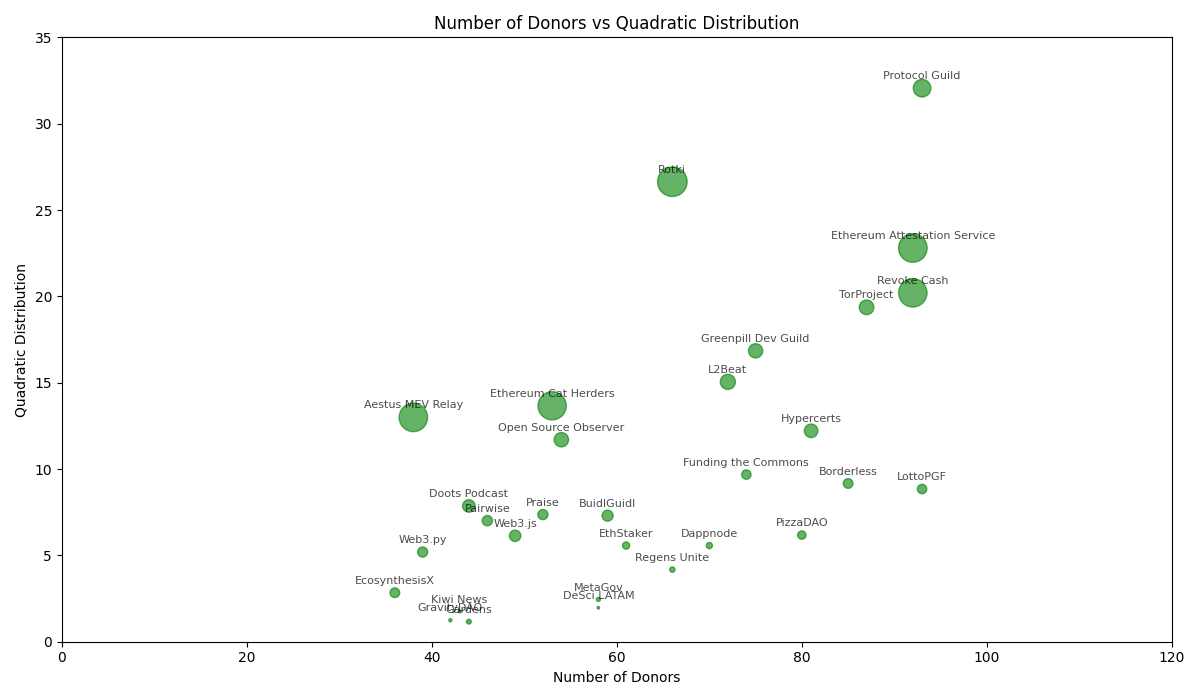 Number of Donors vs Quadratic Distribution
35
Protocol Guild
30
Rotki
25
Ethereum Attestation Service
Revoke Cash
TorProject
20
Greenpill Dev Guild
L2Beat
15
Ethereum Cat Herders
Aestus MEV Relay
Hypercerts
Open Source Observer
10
Funding the Commons
Borderless
LottoPGF
Doots Podcast
Praise
BuidlGuidl
Pairwise
Web3.js
PizzaDAO
EthStaker
Dappnode
Web3.py
5
Regens Unite
EcosynthesisX
MetaGov
DeSci LATAM
Kiwi News
GravityDAO
Gardens
0
0 20 40 60 80 100 120
Number of Donors
Quadratic Distribution